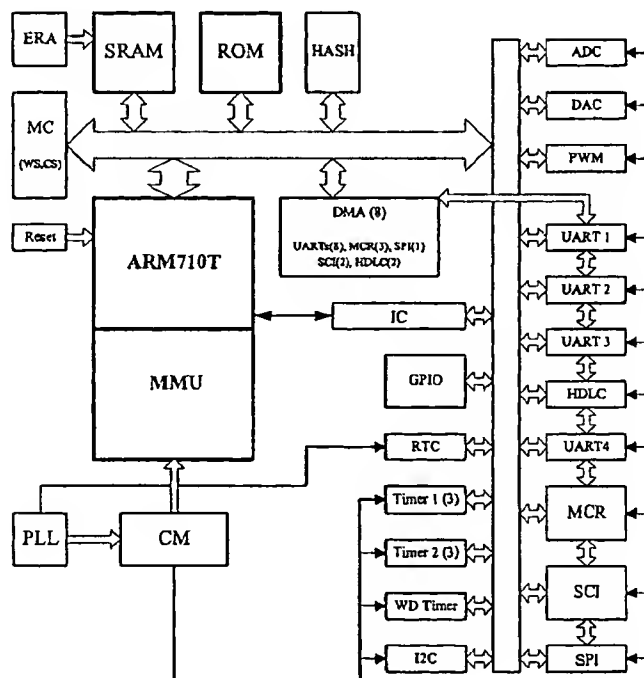 ERA
SRAM
ROM
HASH
ADC
MC
(WS,CS)
DAC
PWM
DMA (8)
UARTs(8), MCR(3), SPI(1)
SCI(2), HDLC(2)
Reset
ARM710T
UART 1
UART 2
IC
UART 3
MMU
GPIO
HDLC
RTC
UART4
PLL
CM
Timer 1 (3)
MCR
Timer 2 (3)
SCI
WD Timer
I2C
SPI